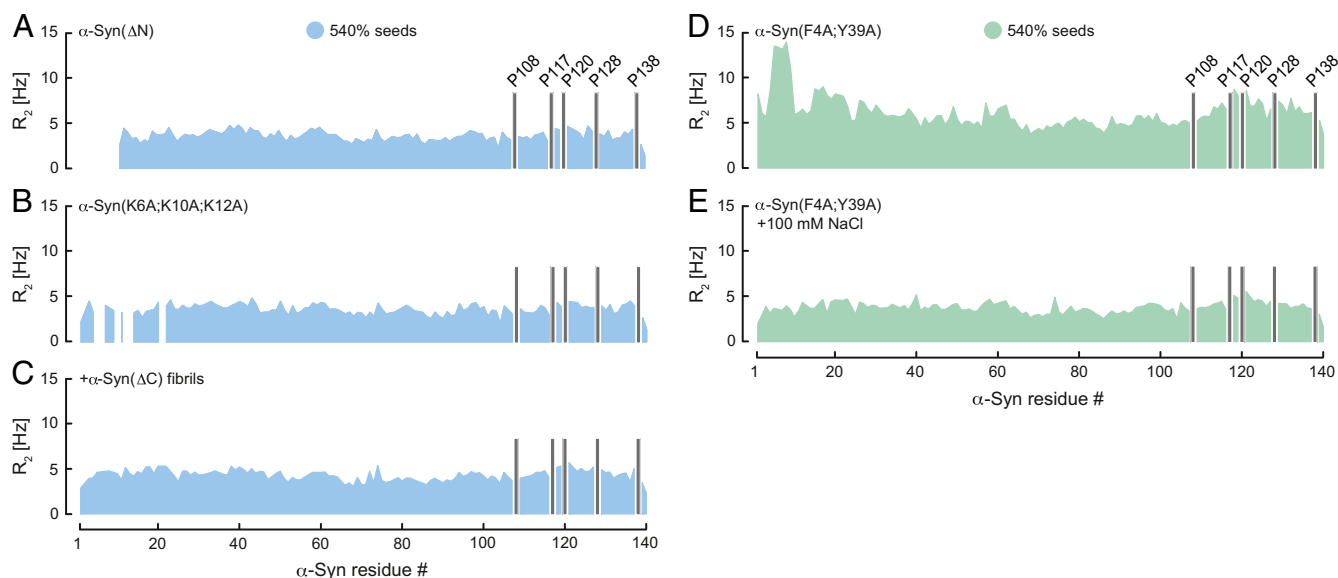 A
α-Syn(ΔN)
540% seeds
R2 [Hz]
15
10
5
0
P108
P117
P120
P128
P138
B
α-Syn(K6A;K10A;K12A)
R2 [Hz]
15
10
5
0
C
+α-Syn(ΔC) fibrils
R2 [Hz]
15
10
5
0
1 20 40 60 80 100 120 140
α-Syn residue #
D
α-Syn(F4A;Y39A)
540% seeds
R2 [Hz]
15
10
5
0
P108
P117
P120
P128
P138
E
α-Syn(F4A;Y39A)
+100 mM NaCl
R2 [Hz]
15
10
5
0
1 20 40 60 80 100 120 140
α-Syn residue #